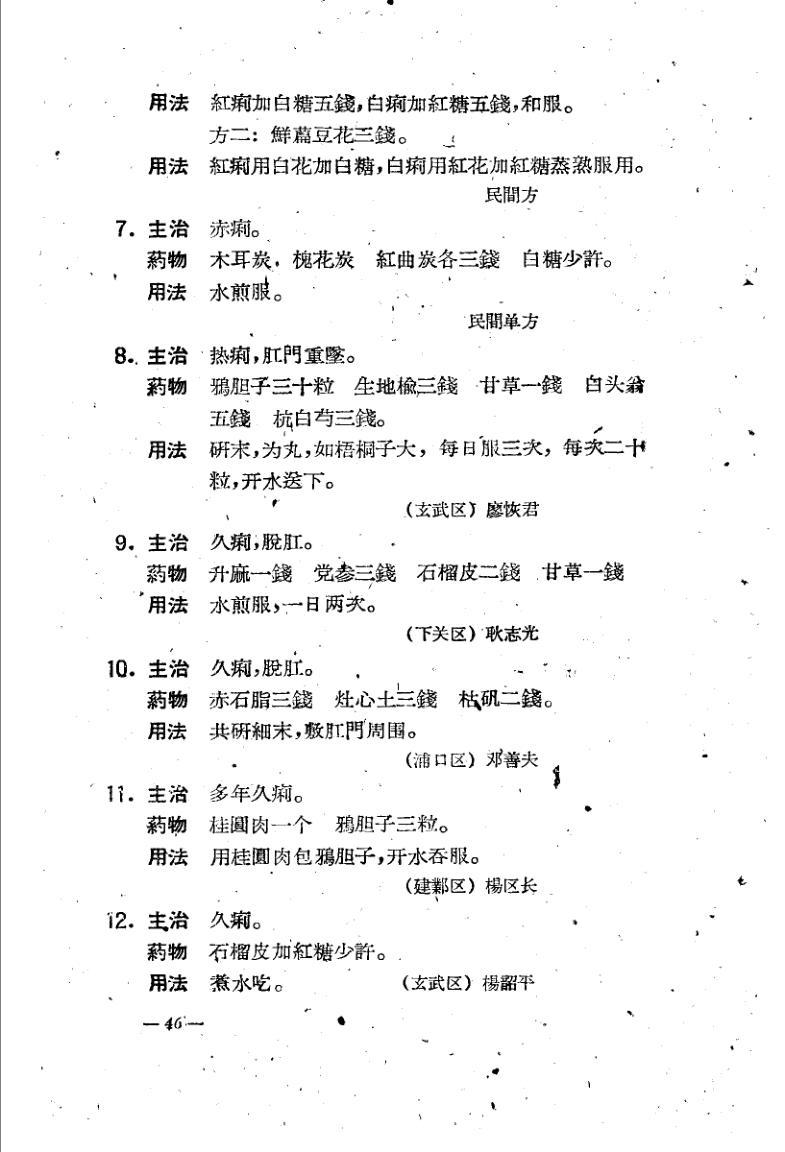 用法 紅痢加白糖五錢,白痢加紅糖五錢,和服。
方二：鮮萹豆花三錢。
用法 紅痢用白花加白糖,白痢用紅花加紅糖蒸熟服用。
民間方
7. 主治 赤痢。
葯物 木耳炭，槐花炭 紅曲炭各三錢 白糖少許。
用法 水煎服。
民間单方
8. 主治 热痢,肛門重墜。
葯物 鴉胆子三十粒 生地榆三錢 甘草一錢 白头翁
五錢 杭白芍三錢。
用法 研末,为丸,如梧桐子大，每日服三次，每次二十
粒,开水送下。
（玄武区）廖恢君
9. 主治 久痢,脫肛。
葯物 升麻一錢 党参三錢 石榴皮二錢 甘草一錢
用法 水煎服,一日两次。
（下关区）耿志光
10. 主治 久痢,脫肛。
葯物 赤石脂三錢 灶心土三錢 枯矾二錢。
用法 共研細末,敷肛門周围。
（浦口区）邓善夫
11. 主治 多年久痢。
葯物 桂圓肉一个 鴉胆子三粒。
用法 用桂圓肉包鴉胆子,开水吞服。
（建鄴区）楊区长
12. 主治 久痢。
葯物 石榴皮加紅糖少許。
用法 煮水吃。 （玄武区）楊韶平
— 46 —